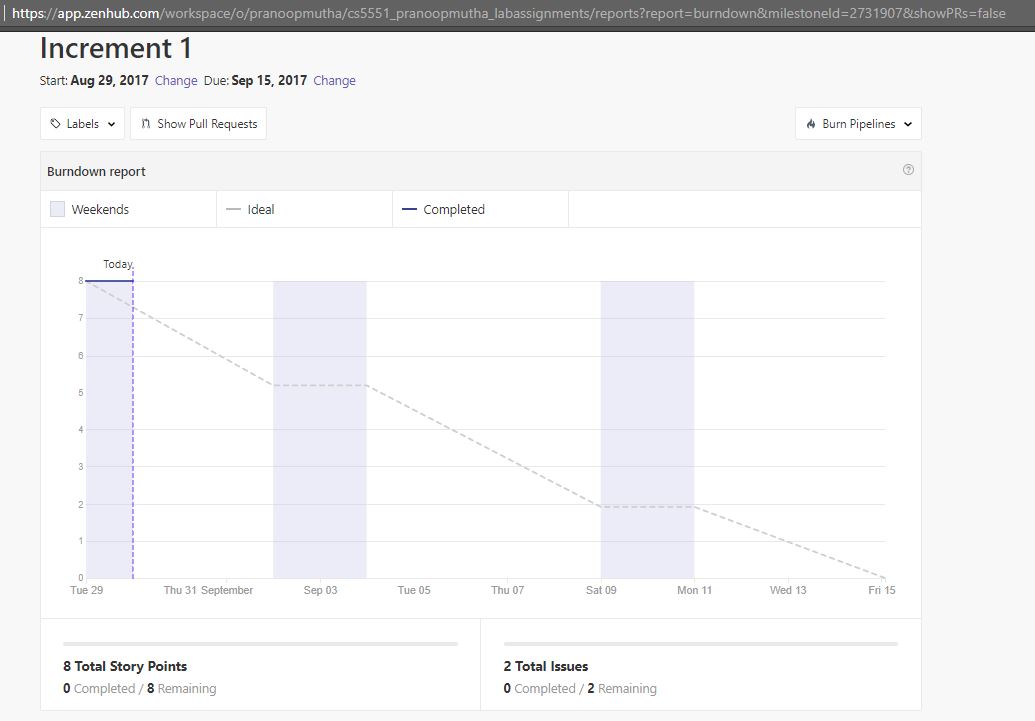 https://app.zenhub.com/workspace/o/pranoopmutha/cs5551_pranoopmutha_labassignments/reports?report=burndown&milestoneId=2731907&showPRs=false
Increment 1
Start: Aug 29, 2017 Change Due: Sep 15, 2017 Change
Labels Show Pull Requests Burn Pipelines
Burndown report
Weekends Ideal Completed
Today
8
7
6
5
4
3
2
1
0
Tue 29 Thu 31 September Sep 03 Tue 05 Thu 07 Sat 09 Mon 11 Wed 13 Fri 15
8 Total Story Points 2 Total Issues
0 Completed / 8 Remaining 0 Completed / 2 Remaining